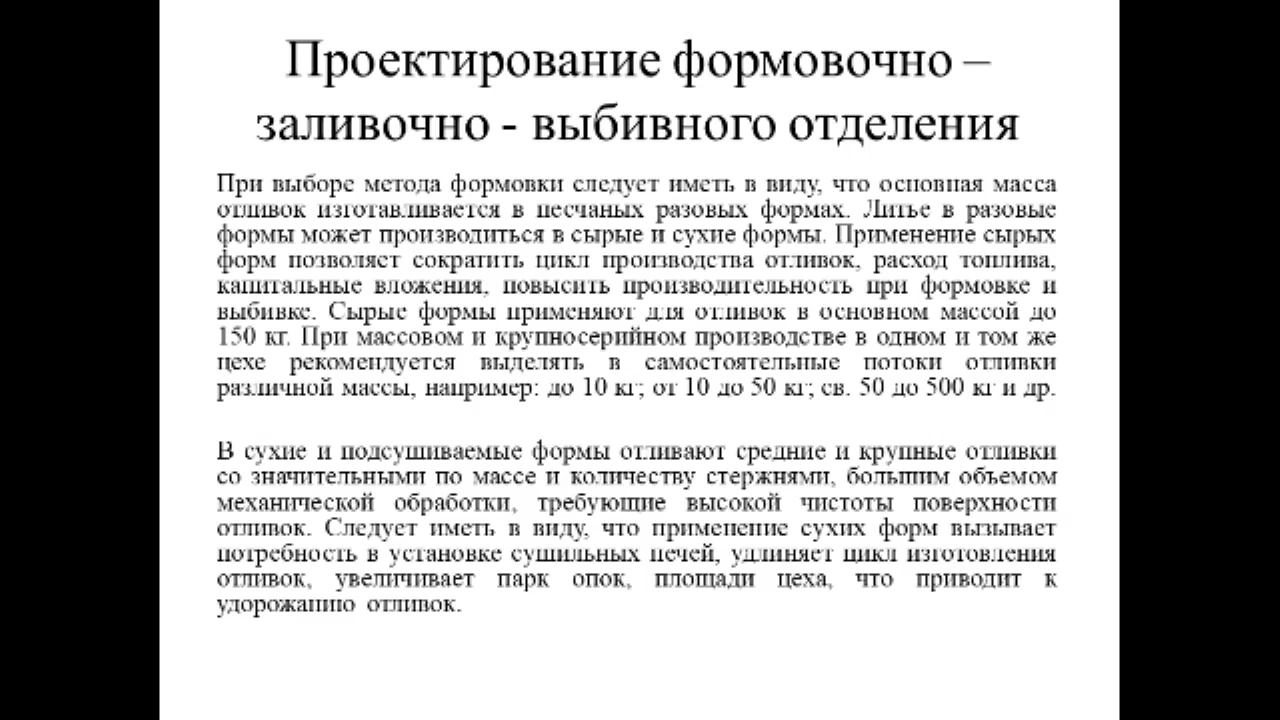 Проектирование формовочно –
заливочно - выбивного отделения
При выборе метода формовки следует иметь в виду, что основная масса
отливок изготавливается в песчаных разовых формах. Литье в разовые
формы может производиться в сырые и сухие формы. Применение сырых
форм позволяет сократить цикл производства отливок, расход топлива,
капитальные вложения, повысить производительность при формовке и
выбивке. Сырые формы применяют для отливок в основном массой до
150 кг. При массовом и крупносерийном производстве в одном и том же
цехе рекомендуется выделять в самостоятельные потоки отливки
различной массы, например: до 10 кг; от 10 до 50 кг; св. 50 до 500 кг и др.
В сухие и подсушиваемые формы отливают средние и крупные отливки
со значительными по массе и количеству стержнями, большим объемом
механической обработки, требующие высокой чистоты поверхности
отливок. Следует иметь в виду, что применение сухих форм вызывает
потребность в установке сушильных печей, удлиняет цикл изготовления
отливок, увеличивает парк опок, площади цеха, что приводит к
удорожанию отливок.